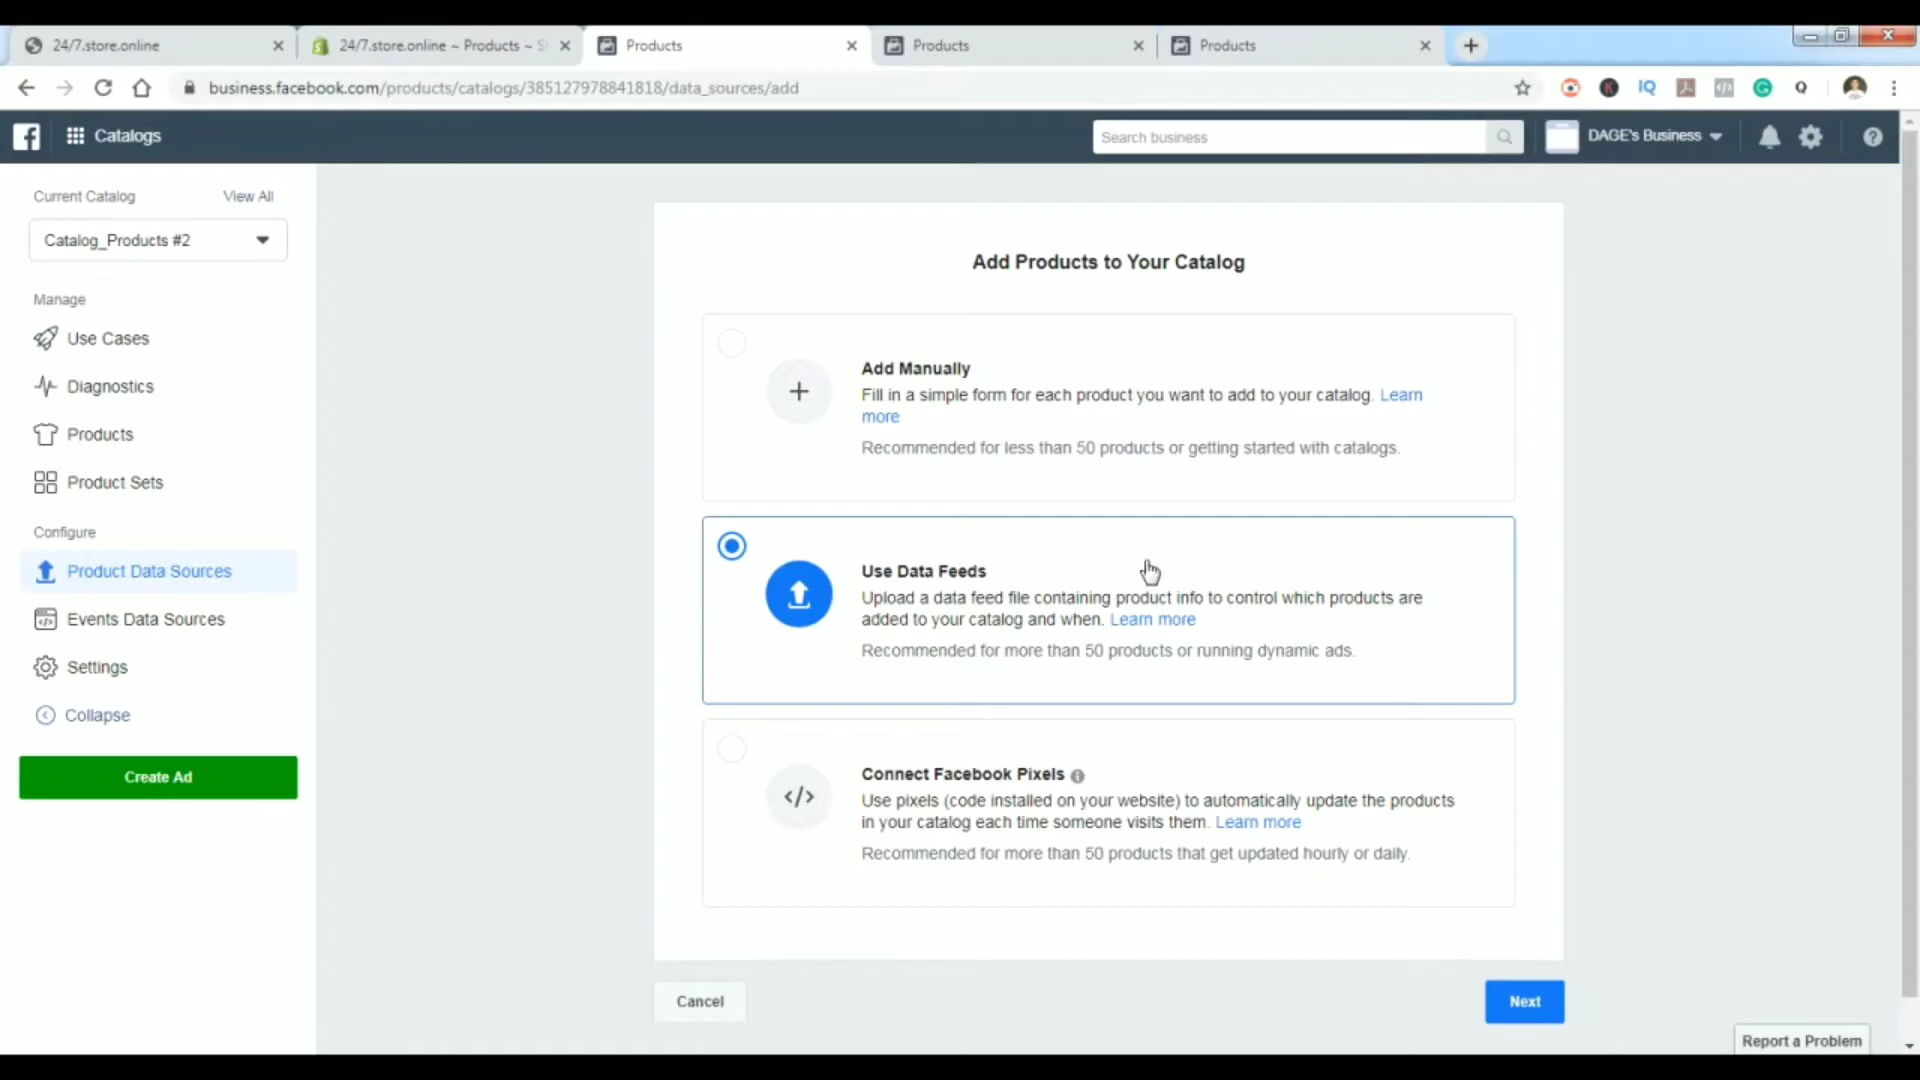 24/7.store.online
24/7.store.online ~ Products ~ S
Products
Products
Products
business.facebook.com/products/catalogs/385127978841818/data_sources/add
IQ
Catalogs
Search business
DAGE's Business
Current Catalog
View All
Catalog_Products #2
Manage
Use Cases
Diagnostics
Products
Product Sets
Configure
Product Data Sources
Events Data Sources
Settings
Collapse
Create Ad
Add Products to Your Catalog
Add Manually
Fill in a simple form for each product you want to add to your catalog. Learn
more
Recommended for less than 50 products or getting started with catalogs.
Use Data Feeds
Upload a data feed file containing product info to control which products are
added to your catalog and when. Learn more
Recommended for more than 50 products or running dynamic ads.
</>
Connect Facebook Pixels
Use pixels (code installed on your website) to automatically update the products
in your catalog each time someone visits them. Learn more
Recommended for more than 50 products that get updated hourly or daily.
Cancel
Next
Report a Problem